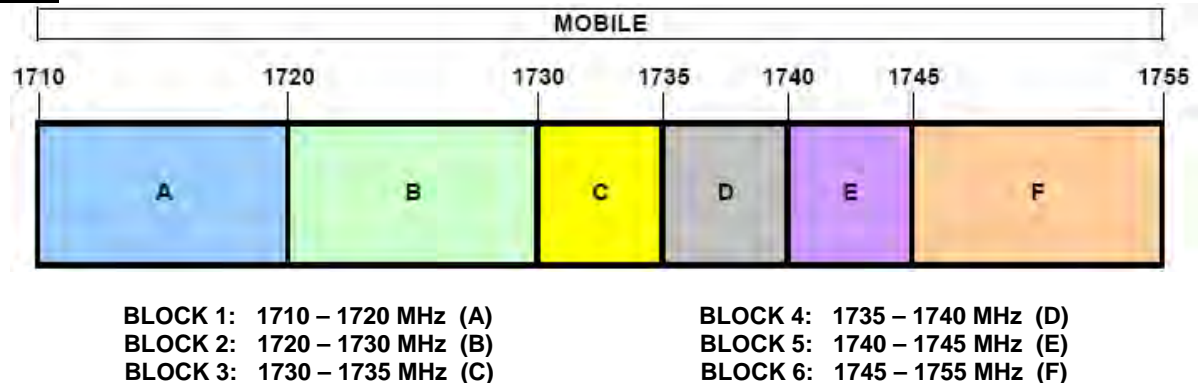 MOBILE
1710 1720 1730 1735 1740 1745 1755
A B C D E F
BLOCK 1: 1710 – 1720 MHz (A)
BLOCK 2: 1720 – 1730 MHz (B)
BLOCK 3: 1730 – 1735 MHz (C)
BLOCK 4: 1735 – 1740 MHz (D)
BLOCK 5: 1740 – 1745 MHz (E)
BLOCK 6: 1745 – 1755 MHz (F)